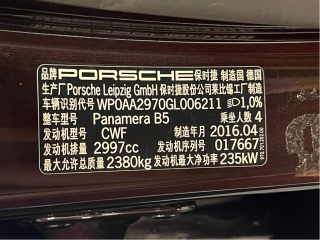 品牌 PORSCHE 保时捷 制造国 德国
生产厂 Porsche Leipzig GmbH 保时捷股份公司来比锡工厂制造
车辆识别代号 WP0AA2970GL006211 1,0%
整车型号 Panamera B5 乘坐人数 4
发动机型号 CWF 制造年月 2016.04
发动机排量 2997cc 发动机序列号 017667
最大允许总质量 2380kg 发动机最大净功率 235kW